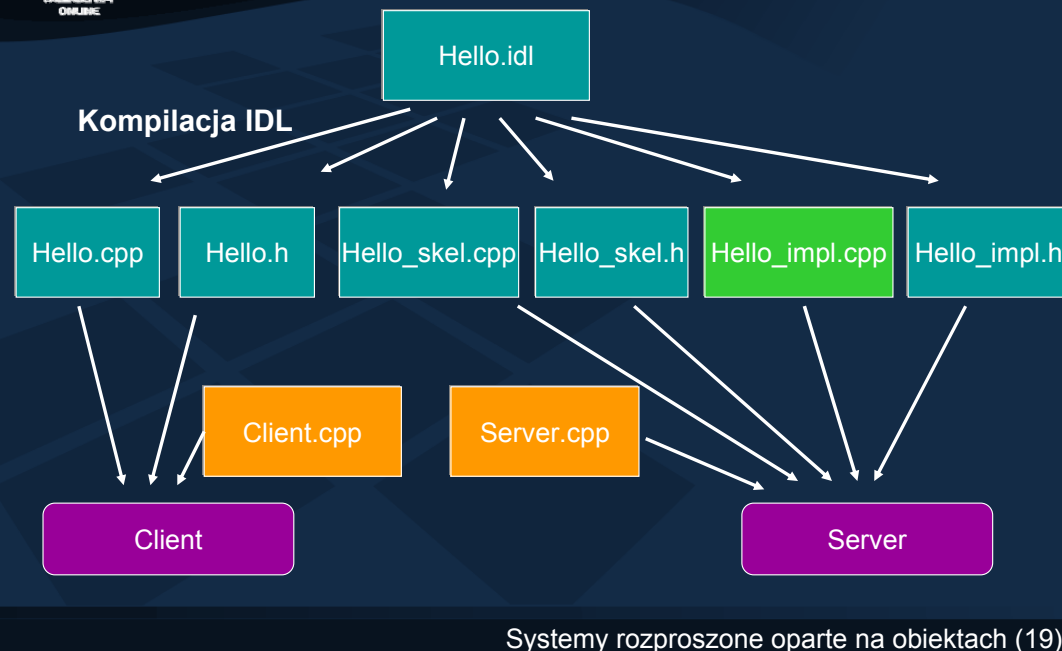 ONLINE
Hello.idl
Kompilacja IDL
Hello.cpp
Hello.h
Hello_skel.cpp
Hello_skel.h
Hello_impl.cpp
Hello_impl.h
Client.cpp
Server.cpp
Client
Server
Systemy rozproszone oparte na obiektach (19)